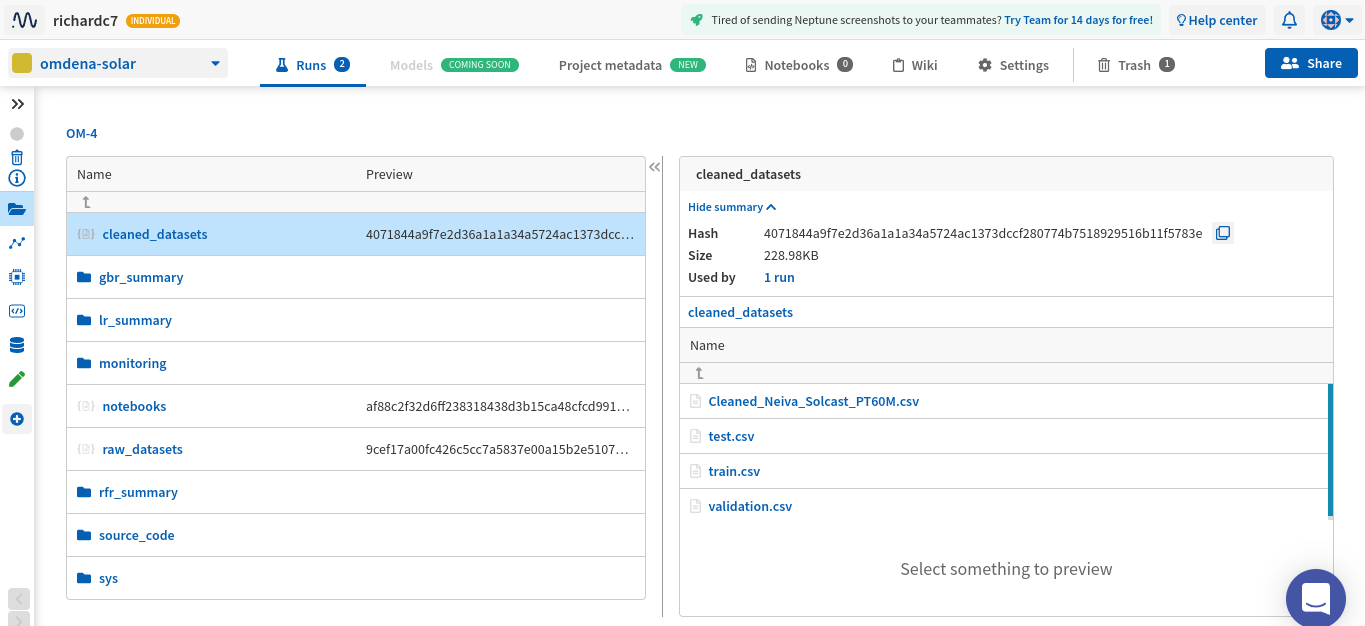 richardc7 INDIVIDUAL
Tired of sending Neptune screenshots to your teammates? Try Team for 14 days for free!
Help center
omdena-solar
Runs 2
Models COMING SOON
Project metadata NEW
Notebooks 0
Wiki
Settings
Trash 1
Share
OM-4
Name Preview
cleaned_datasets 4071844a9f7e2d36a1a1a34a5724ac1373dcc…
gbr_summary
lr_summary
monitoring
notebooks af88c2f32d6ff238318438d3b15ca48cfcd991…
raw_datasets 9cef17a00fc426c5cc7a5837e00a15b2e5107…
rfr_summary
source_code
sys
cleaned_datasets
Hide summary
Hash 4071844a9f7e2d36a1a1a34a5724ac1373dccf280774b7518929516b11f5783e
Size 228.98KB
Used by 1 run
cleaned_datasets
Name
Cleaned_Neiva_Solcast_PT60M.csv
test.csv
train.csv
validation.csv
Select something to preview